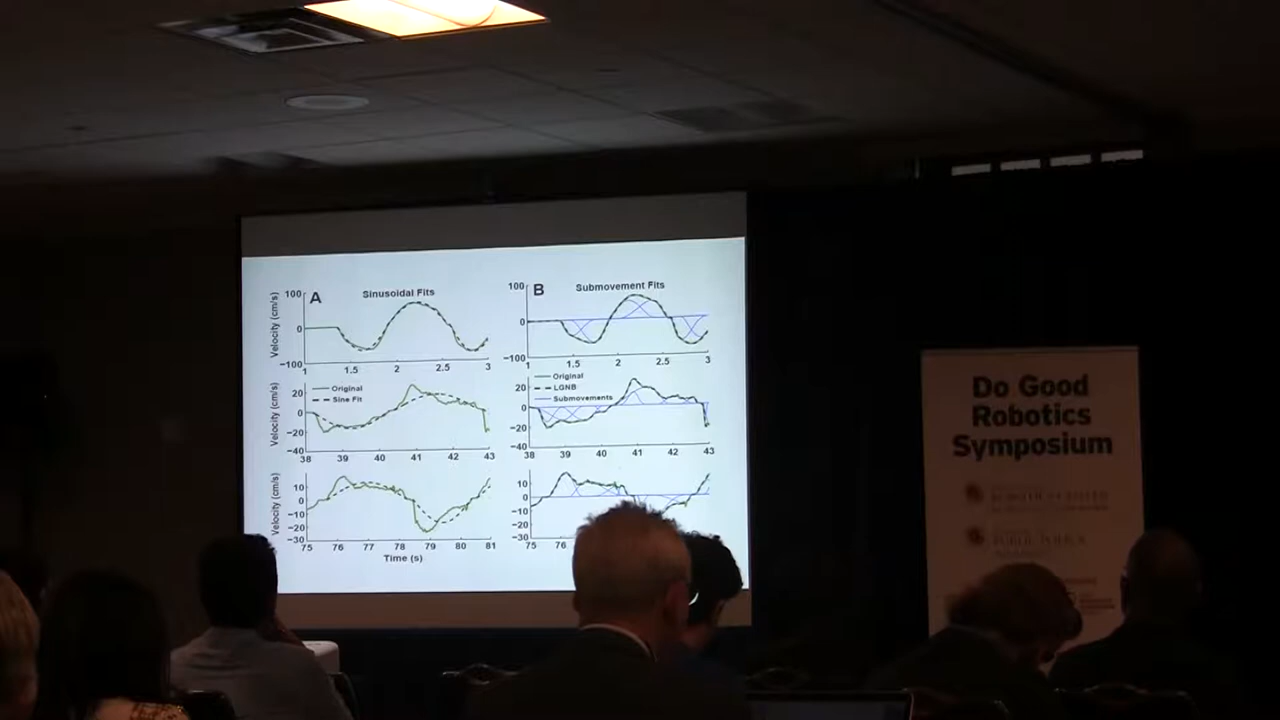 A
Sinusoidal Fits
Velocity (cm/s)
100
0
−100
1 1.5 2 2.5 3
Original
Sine Fit
Velocity (cm/s)
20
0
−20
−40
38 39 40 41 42 43
Velocity (cm/s)
10
0
−10
−20
−30
75 76 77 78 79 80 81
Time (s)
B
Submovement Fits
100
0
−100
1 1.5 2 2.5 3
Original
LGNB
Submovements
20
0
−20
−40
38 39 40 41 42 43
10
0
−10
−20
−30
75 76
Do Good
Robotics
Symposium